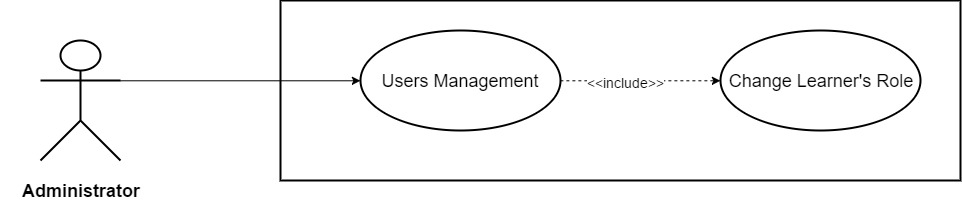 Users Management
<<include>>
Change Learner's Role
Administrator